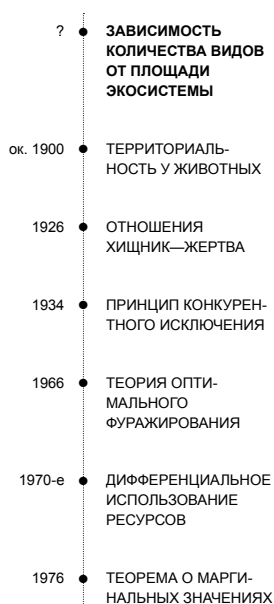 ?
ЗАВИСИМОСТЬ
КОЛИЧЕСТВА ВИДОВ
ОТ ПЛОЩАДИ
ЭКОСИСТЕМЫ
ок. 1900
ТЕРРИТОРИАЛЬ-
НОСТЬ У ЖИВОТНЫХ
1926
ОТНОШЕНИЯ
ХИЩНИК—ЖЕРТВА
1934
ПРИНЦИП КОНКУРЕН-
ТНОГО ИСКЛЮЧЕНИЯ
1966
ТЕОРИЯ ОПТИ-
МАЛЬНОГО
ФУРАЖИРОВАНИЯ
1970-е
ДИФФЕРЕНЦИАЛЬНОЕ
ИСПОЛЬЗОВАНИЕ
РЕСУРСОВ
1976
ТЕОРЕМА О МАРГИ-
НАЛЬНЫХ ЗНАЧЕНИЯХ